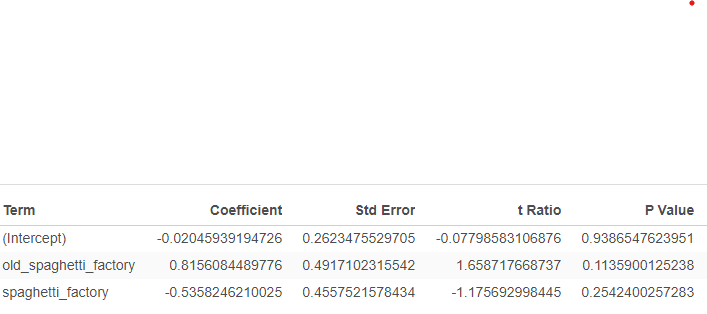 Term Coefficient Std Error t Ratio P Value
(Intercept) -0.02045939194726 0.2623475529705 -0.07798583106876 0.9386547623951
old_spaghetti_factory 0.8156084489776 0.4917102315542 1.658717668737 0.1135900125238
spaghetti_factory -0.5358246210025 0.4557521578434 -1.175692998445 0.2542400257283